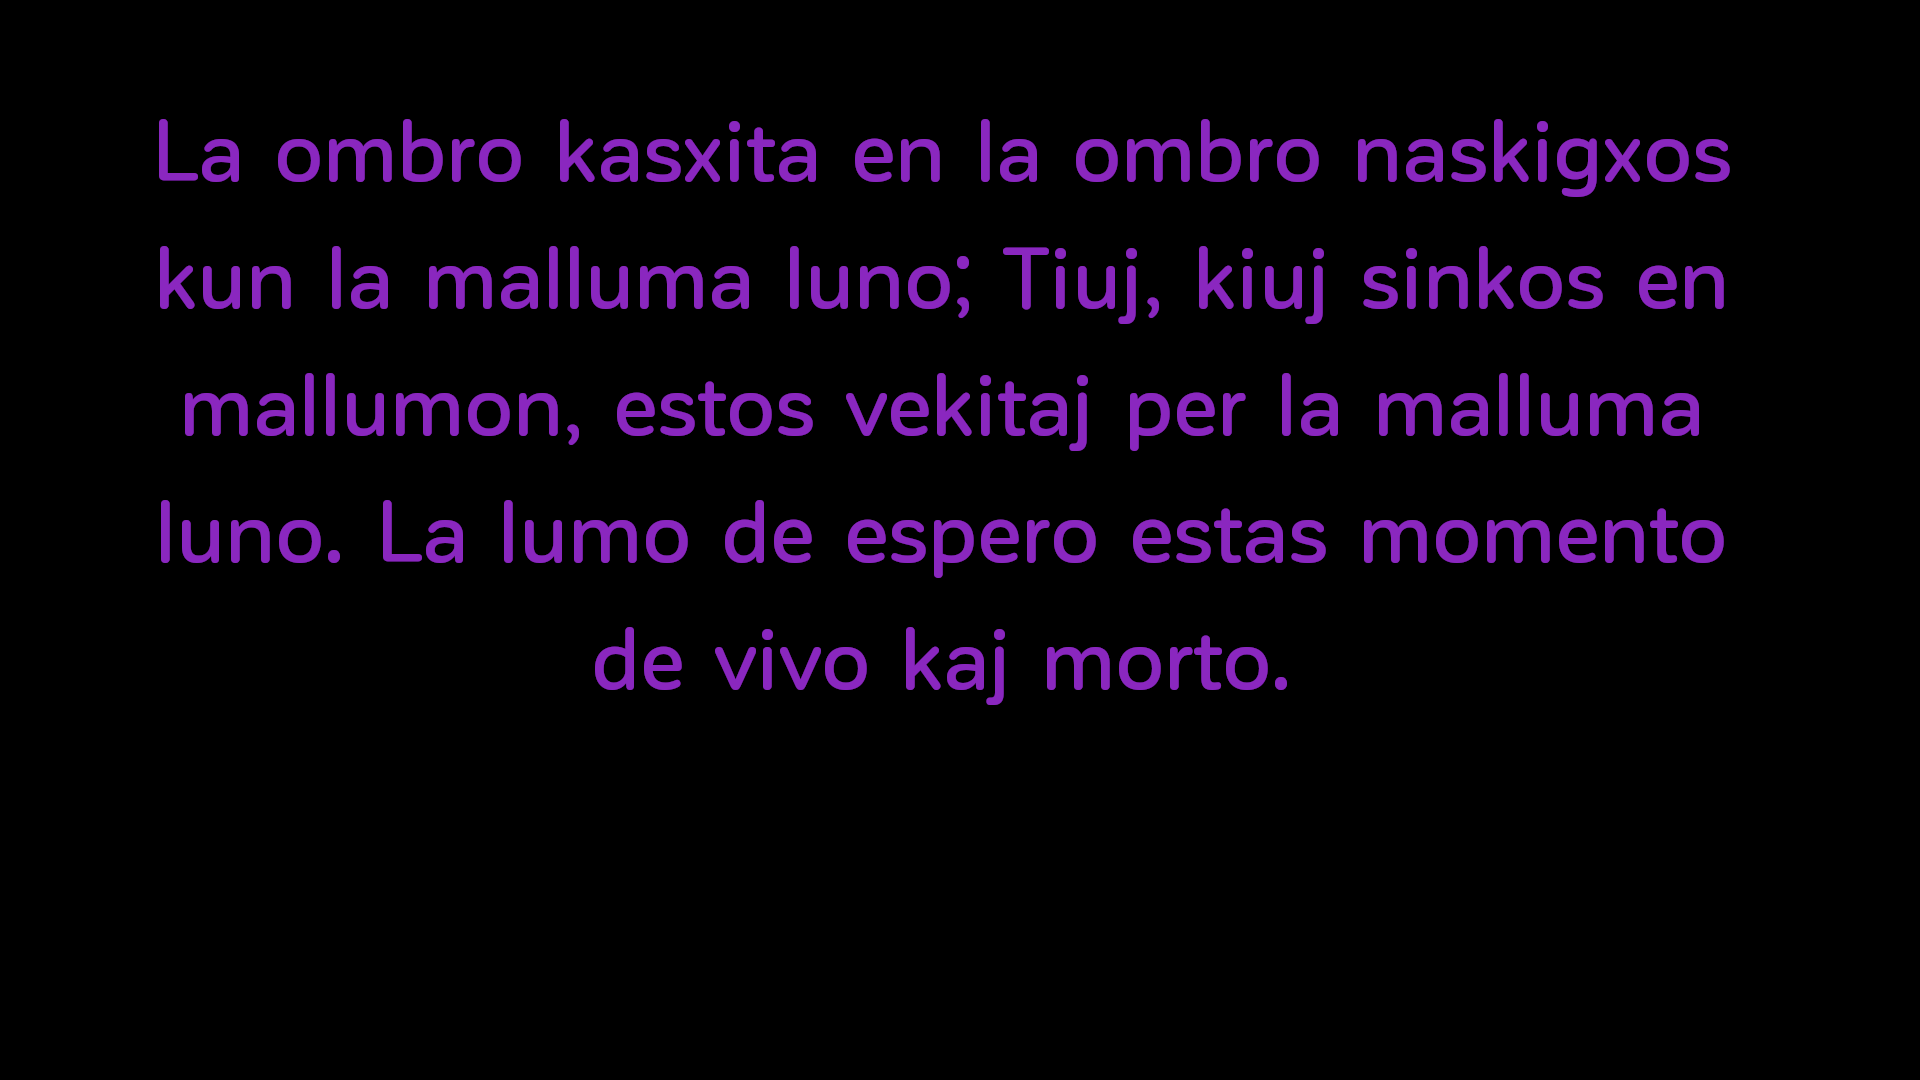 La ombro kasxita en la ombro naskigxos
kun la malluma luno; Tiuj, kiuj sinkos en
mallumon, estos vekitaj per la malluma
luno. La lumo de espero estas momento
de vivo kaj morto.